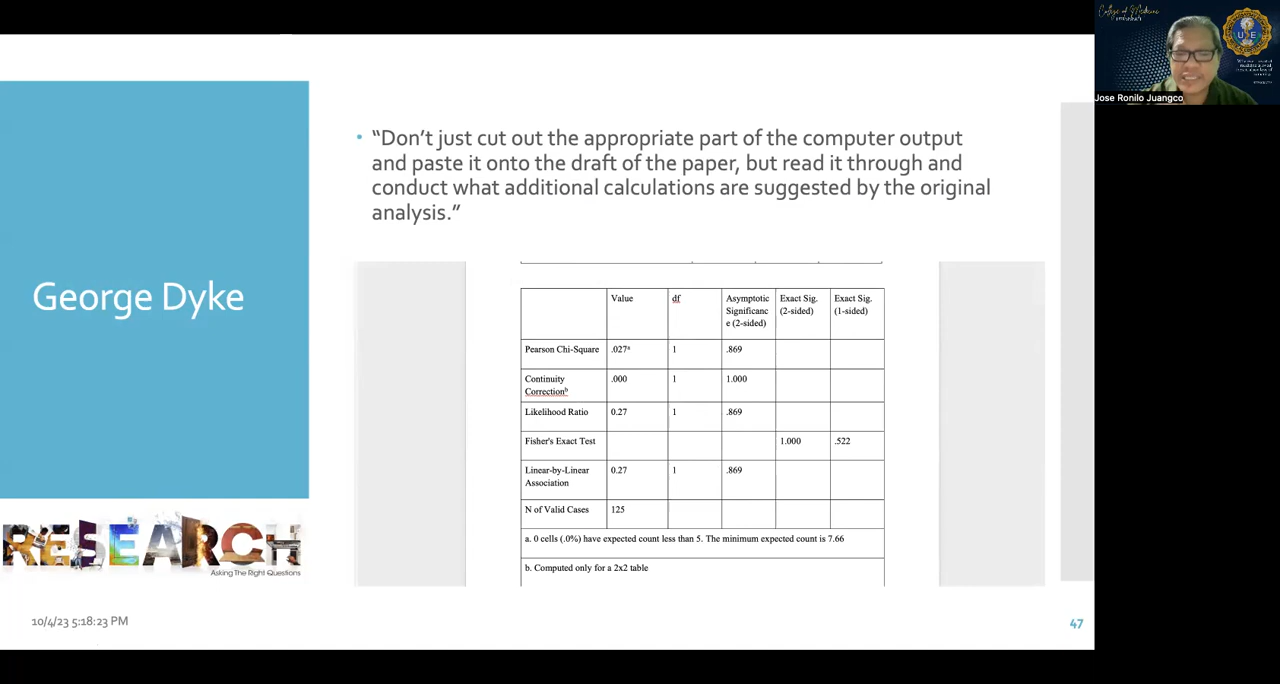 College of Medicine
Jose Ronilo Juangco
George Dyke
• “Don’t just cut out the appropriate part of the computer output
and paste it onto the draft of the paper, but read it through and
conduct what additional calculations are suggested by the original
analysis.”
Value df Asymptotic Significanc e (2-sided) Exact Sig. (2-sided) Exact Sig. (1-sided)
Pearson Chi-Square .027ᵃ 1 .869
Continuity Correctionᵇ .000 1 1.000
Likelihood Ratio 0.27 1 .869
Fisher's Exact Test 1.000 .522
Linear-by-Linear Association 0.27 1 .869
N of Valid Cases 125
a. 0 cells (.0%) have expected count less than 5. The minimum expected count is 7.66
b. Computed only for a 2x2 table
RESEARCH
Asking The Right Questions
10/4/23 5:18:23 PM
47